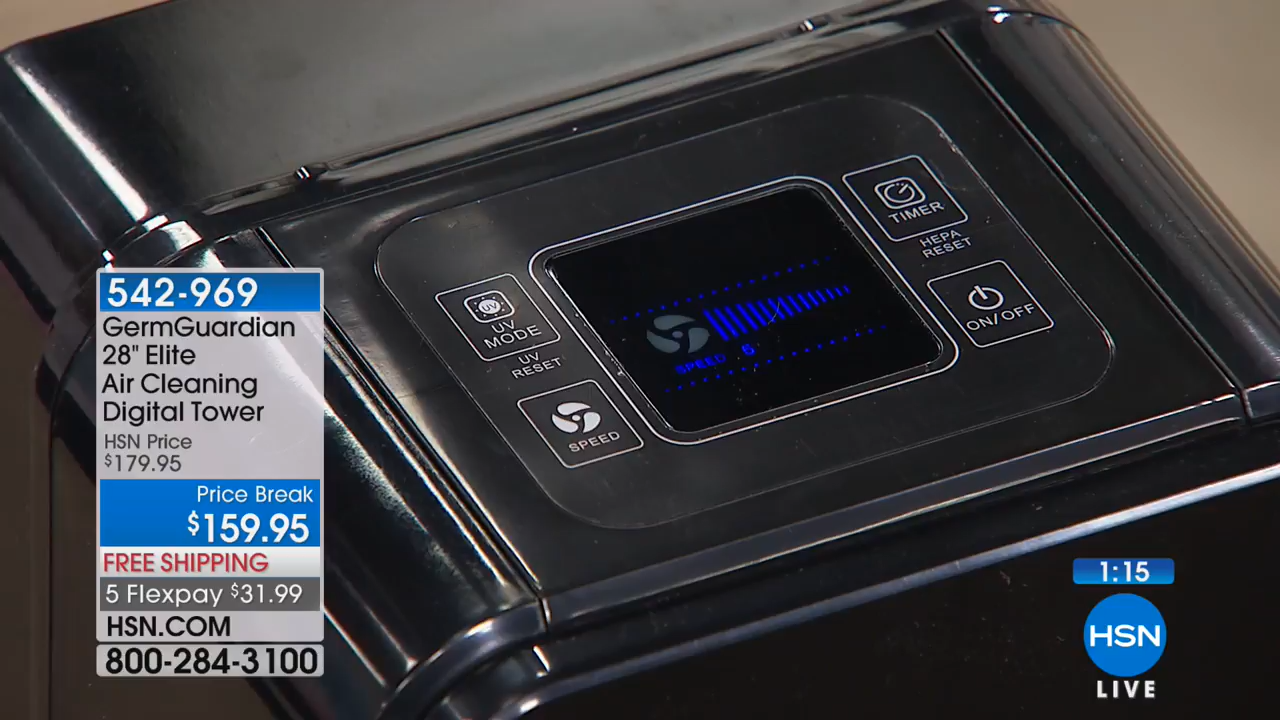 542-969
GermGuardian
28" Elite
Air Cleaning
Digital Tower
HSN Price
$179.95
Price Break
$159.95
FREE SHIPPING
5 Flexpay $31.99
HSN.COM
800-284-3100
UV
UV
MODE
UV
RESET
SPEED
SPEED 5
TIMER
HEPA
RESET
ON/OFF
1:15
HSN
LIVE